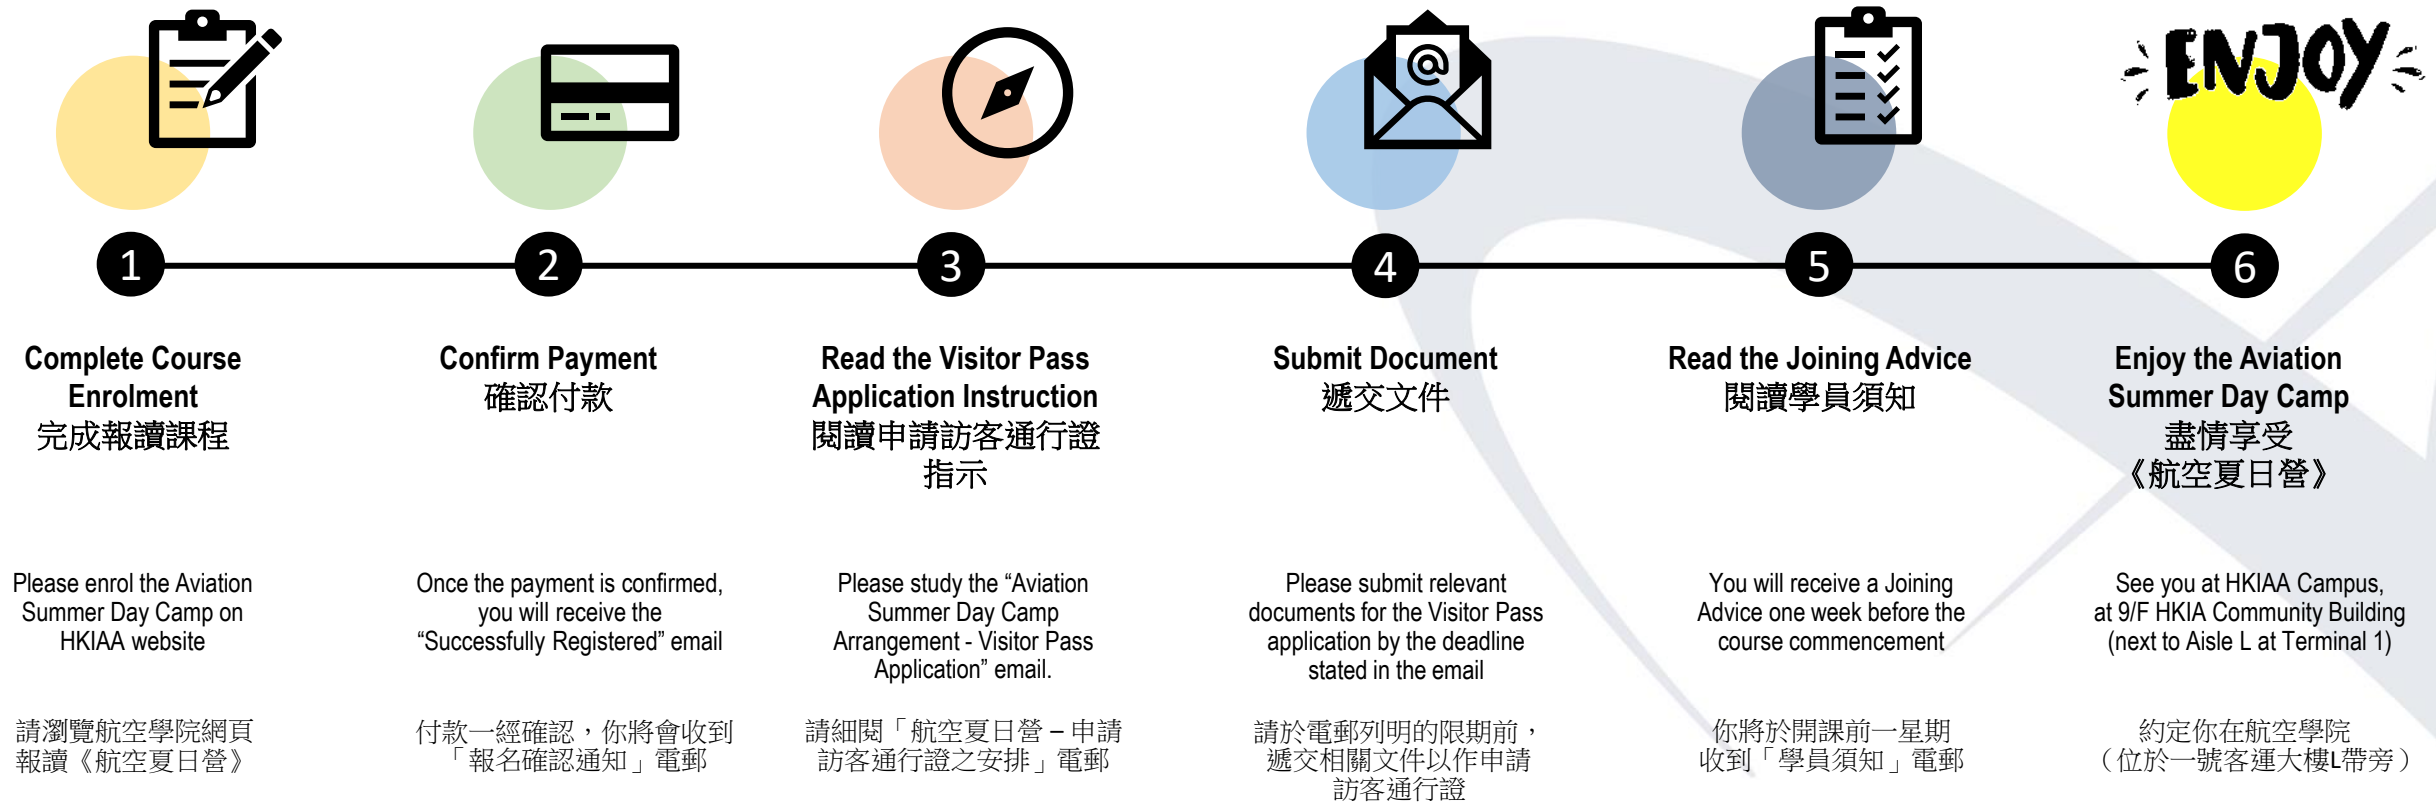 ENJOY
1
2
3
4
5
6
Complete Course
Enrolment
完成報讀課程
Confirm Payment
確認付款
Read the Visitor Pass
Application Instruction
閱讀申請訪客通行證
指示
Submit Document
遞交文件
Read the Joining Advice
閱讀學員須知
Enjoy the Aviation
Summer Day Camp
盡情享受
《航空夏日營》
Please enrol the Aviation
Summer Day Camp on
HKIAA website
請瀏覽航空學院網頁
報讀《航空夏日營》
Once the payment is confirmed,
you will receive the
“Successfully Registered” email
付款一經確認，你將會收到
「報名確認通知」電郵
Please study the “Aviation
Summer Day Camp
Arrangement - Visitor Pass
Application” email.
請細閱「航空夏日營 – 申請
訪客通行證之安排」電郵
Please submit relevant
documents for the Visitor Pass
application by the deadline
stated in the email
請於電郵列明的限期前，
遞交相關文件以作申請
訪客通行證
You will receive a Joining
Advice one week before the
course commencement
你將於開課前一星期
收到「學員須知」電郵
See you at HKIAA Campus,
at 9/F HKIA Community Building
(next to Aisle L at Terminal 1)
約定你在航空學院
（位於一號客運大樓L帶旁）